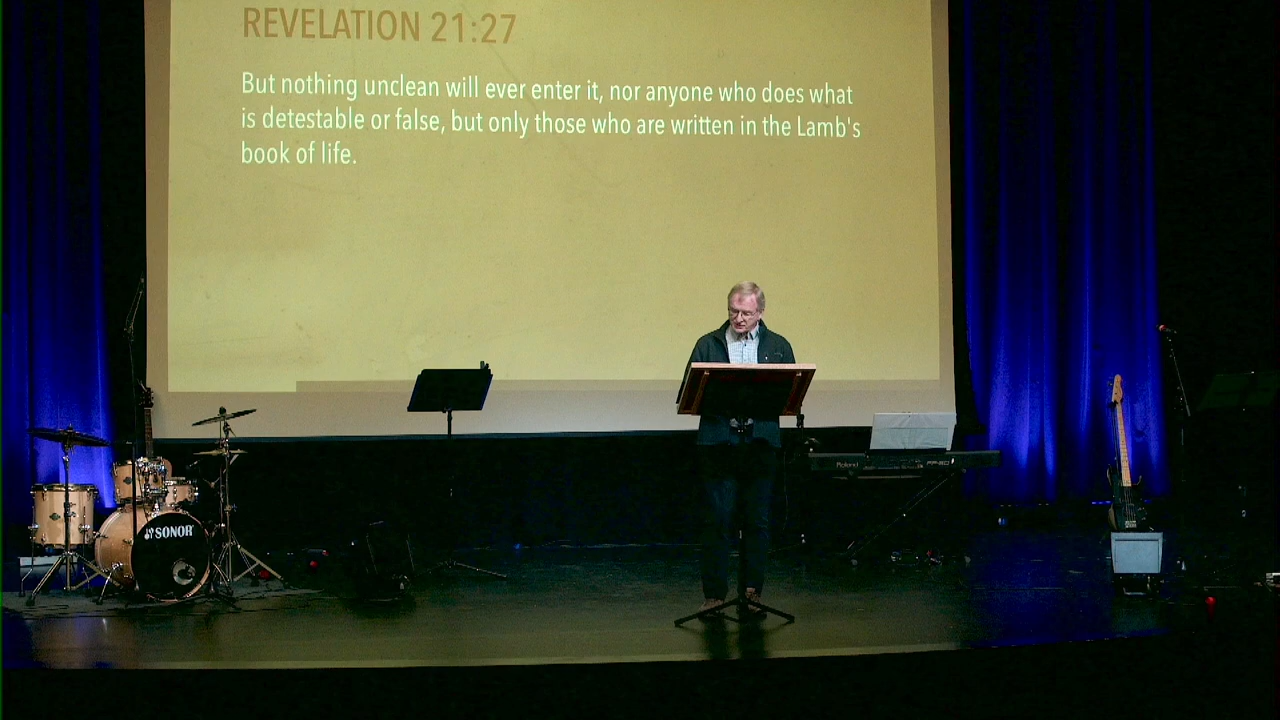 REVELATION 21:27
But nothing unclean will ever enter it, nor anyone who does what
is detestable or false, but only those who are written in the Lamb's
book of life.
SONOR
Roland